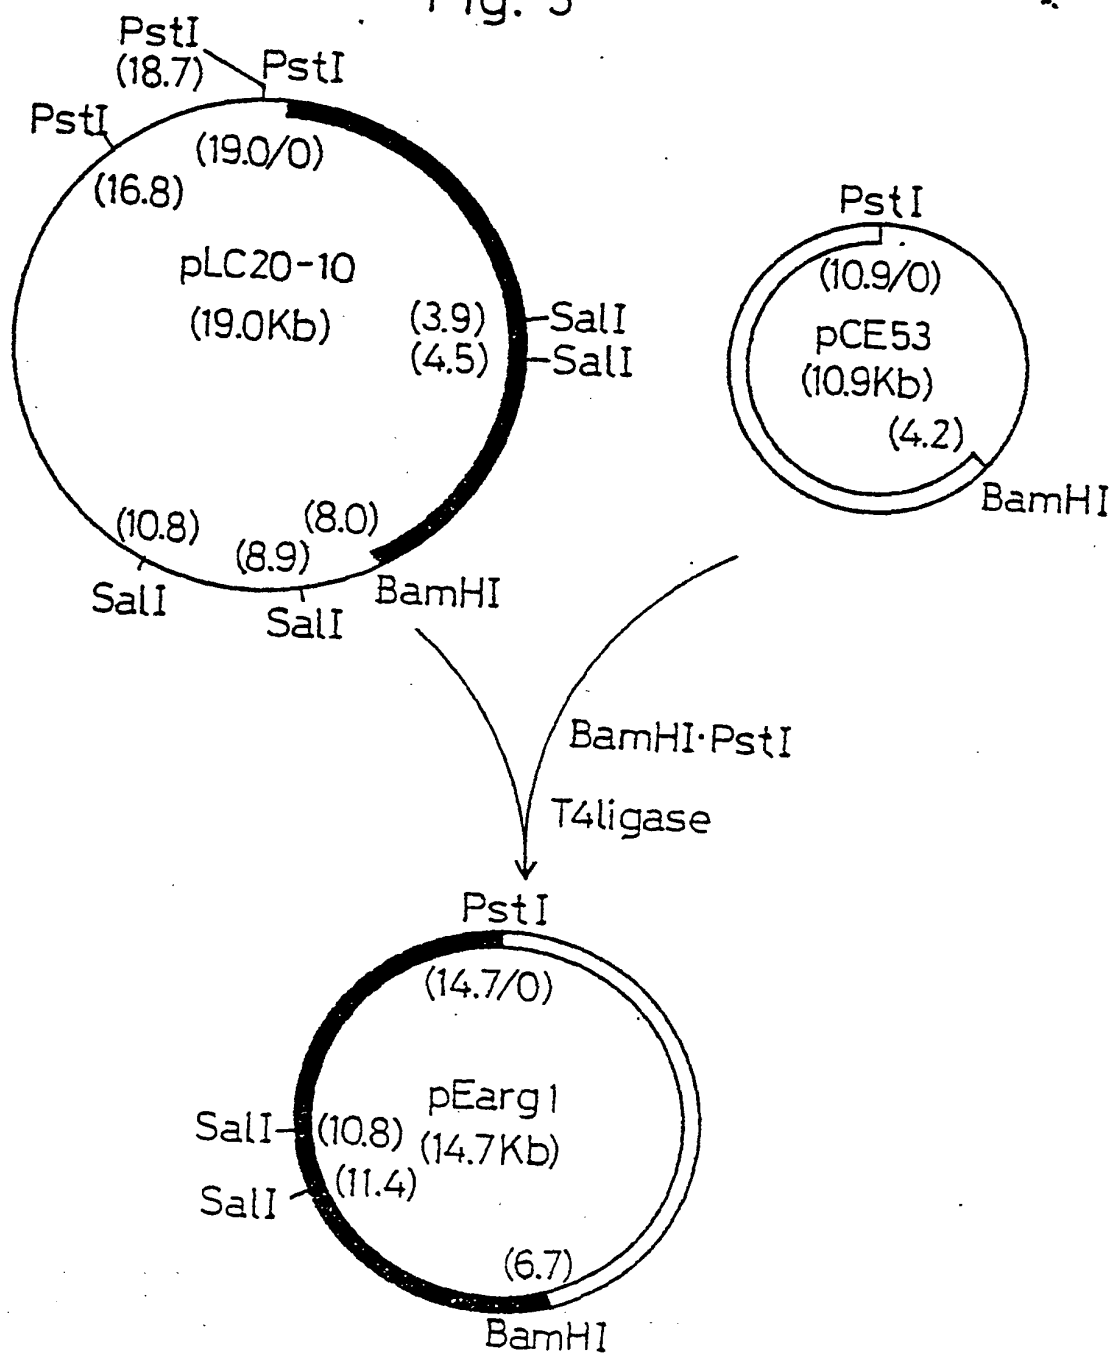 Fig. 3
PstI
(18.7)
PstI
PstI
(19.0/0)
(16.8)
pLC20-10
(19.0Kb)
(3.9)
SalI
(4.5)
SalI
(10.8)
(8.9)
(8.0)
SalI
SalI
BamHI
PstI
(10.9/0)
pCE53
(10.9Kb)
(4.2)
BamHI
BamHI·PstI
T4ligase
PstI
(14.7/0)
pEarg1
(14.7Kb)
SalI
(10.8)
SalI
(11.4)
(6.7)
BamHI